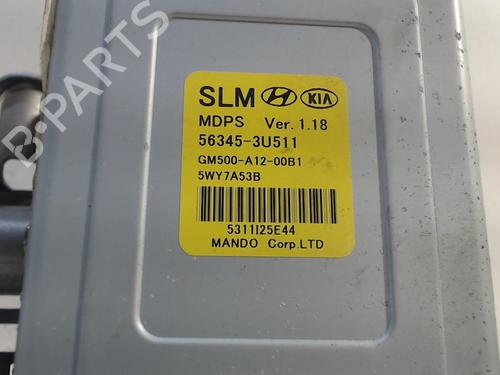 SLM KIA
MDPS Ver. 1.18
56345-3U511
GM500-A12-00B1
5WY7A53B
5311I25E44
MANDO Corp.LTD
B-PARTS